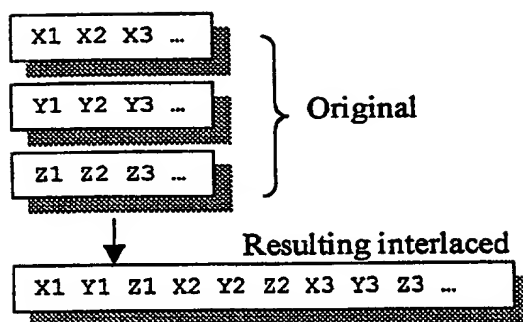 X1 X2 X3 …
Y1 Y2 Y3 …
Original
Z1 Z2 Z3 …
Resulting interlaced
X1 Y1 Z1 X2 Y2 Z2 X3 Y3 Z3 …